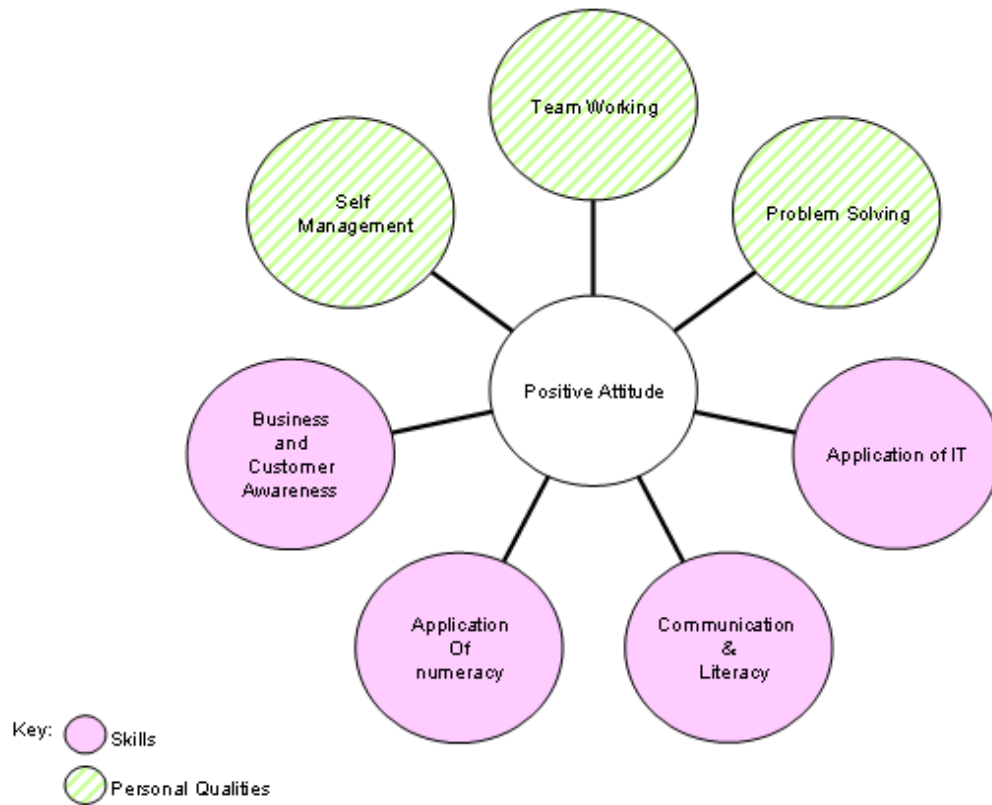 Team Working
Self
Management
Problem Solving
Positive Attitude
Business
and
Customer
Awareness
Application of IT
Application
Of
numeracy
Communication
&
Literacy
Key:
Skills
Personal Qualities